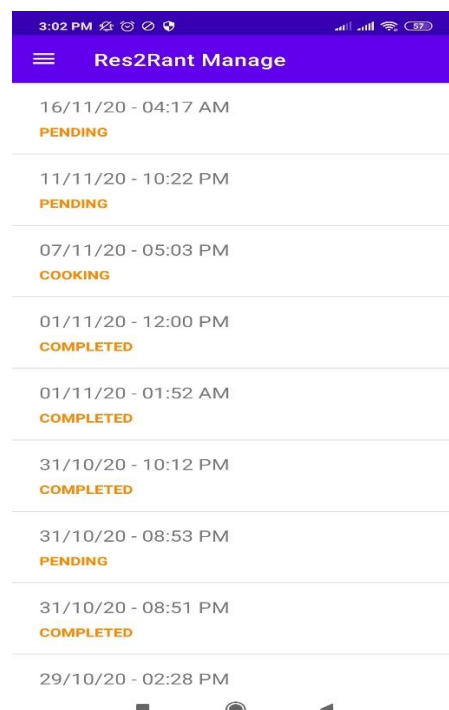 3:02 PM 57
Res2Rant Manage
16/11/20 - 04:17 AM
PENDING
11/11/20 - 10:22 PM
PENDING
07/11/20 - 05:03 PM
COOKING
01/11/20 - 12:00 PM
COMPLETED
01/11/20 - 01:52 AM
COMPLETED
31/10/20 - 10:12 PM
COMPLETED
31/10/20 - 08:53 PM
PENDING
31/10/20 - 08:51 PM
COMPLETED
29/10/20 - 02:28 PM